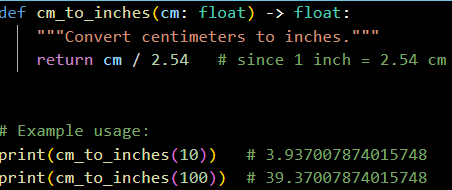 def cm_to_inches(cm: float) -> float:
    """Convert centimeters to inches."""
    return cm / 2.54   # since 1 inch = 2.54 cm
# Example usage:
print(cm_to_inches(10))   # 3.937007874015748
print(cm_to_inches(100))  # 39.37007874015748